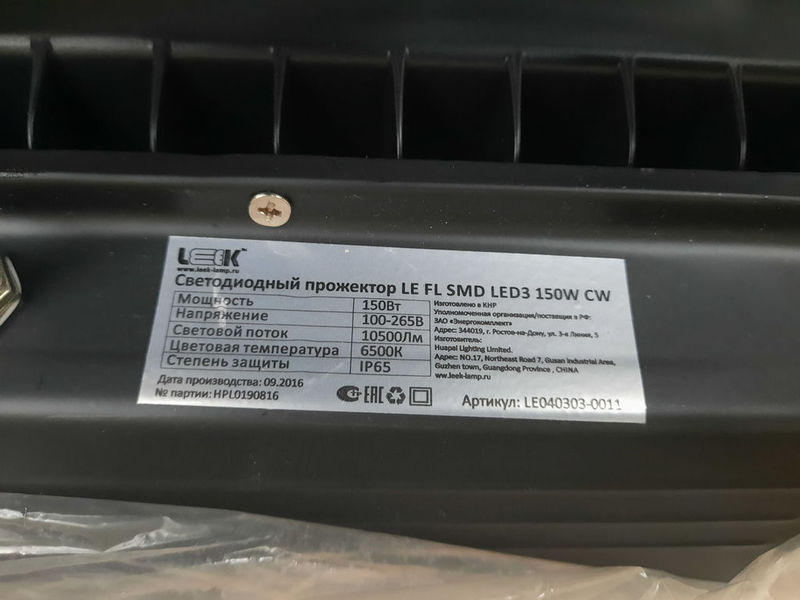 LEEK™
www.leek-lamp.ru
Светодиодный прожектор LE FL SMD LED3 150W CW
Мощность 150Вт
Напряжение 100-265В
Световой поток 10500Лм
Цветовая температура 6500К
Степень защиты IP65
Дата производства: 09.2016
№ партии: HPL0190816
Изготовлено в КНР
Уполномоченная организация/поставщик в РФ:
ЗАО «Энергокомплект»
Адрес: 344019, г. Ростов-на-Дону, ул. 3-я Линия, 5
Изготовитель:
Huapai Lighting Limited.
Адрес: NO.17, Northeast Road 7, Gusan Industrial Area,
Guzhen town, Guangdong Province , CHINA
ww.leek-lamp.ru
EAC
Артикул: LE040303-0011